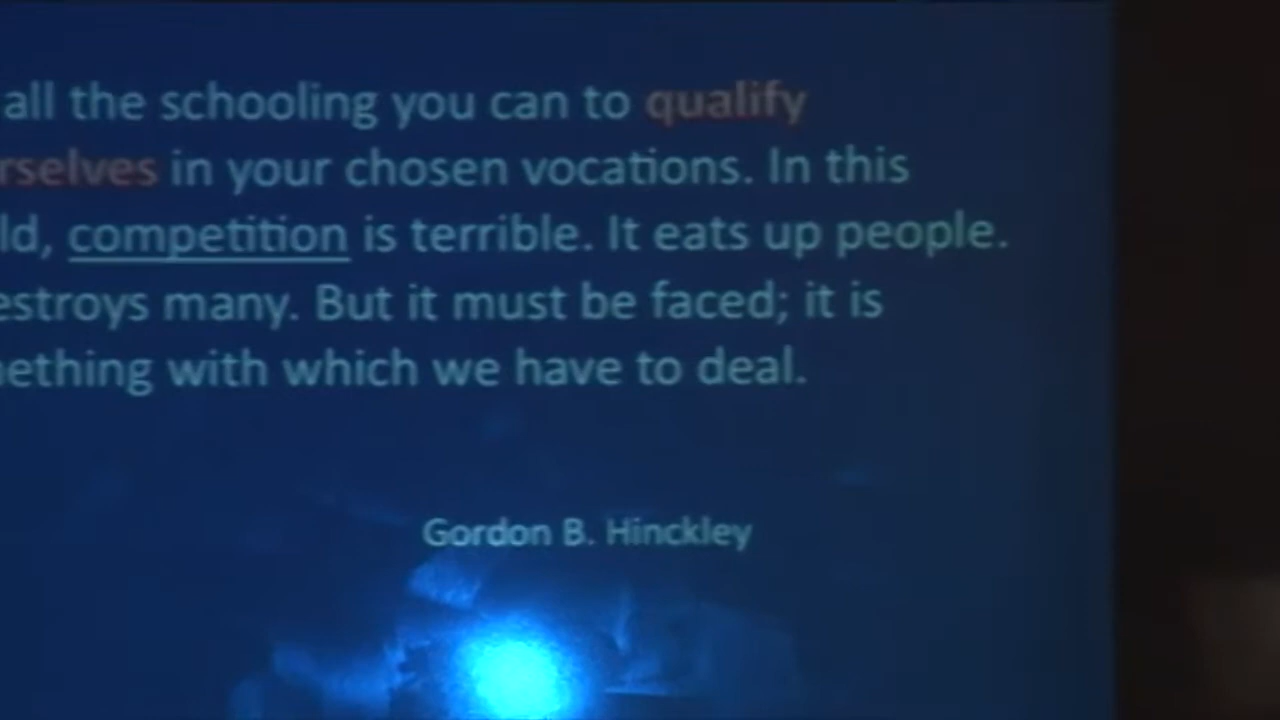 all the schooling you can to qualify
rselves in your chosen vocations. In this
ld, competition is terrible. It eats up people.
estroys many. But it must be faced; it is
ething with which we have to deal.
Gordon B. Hinckley